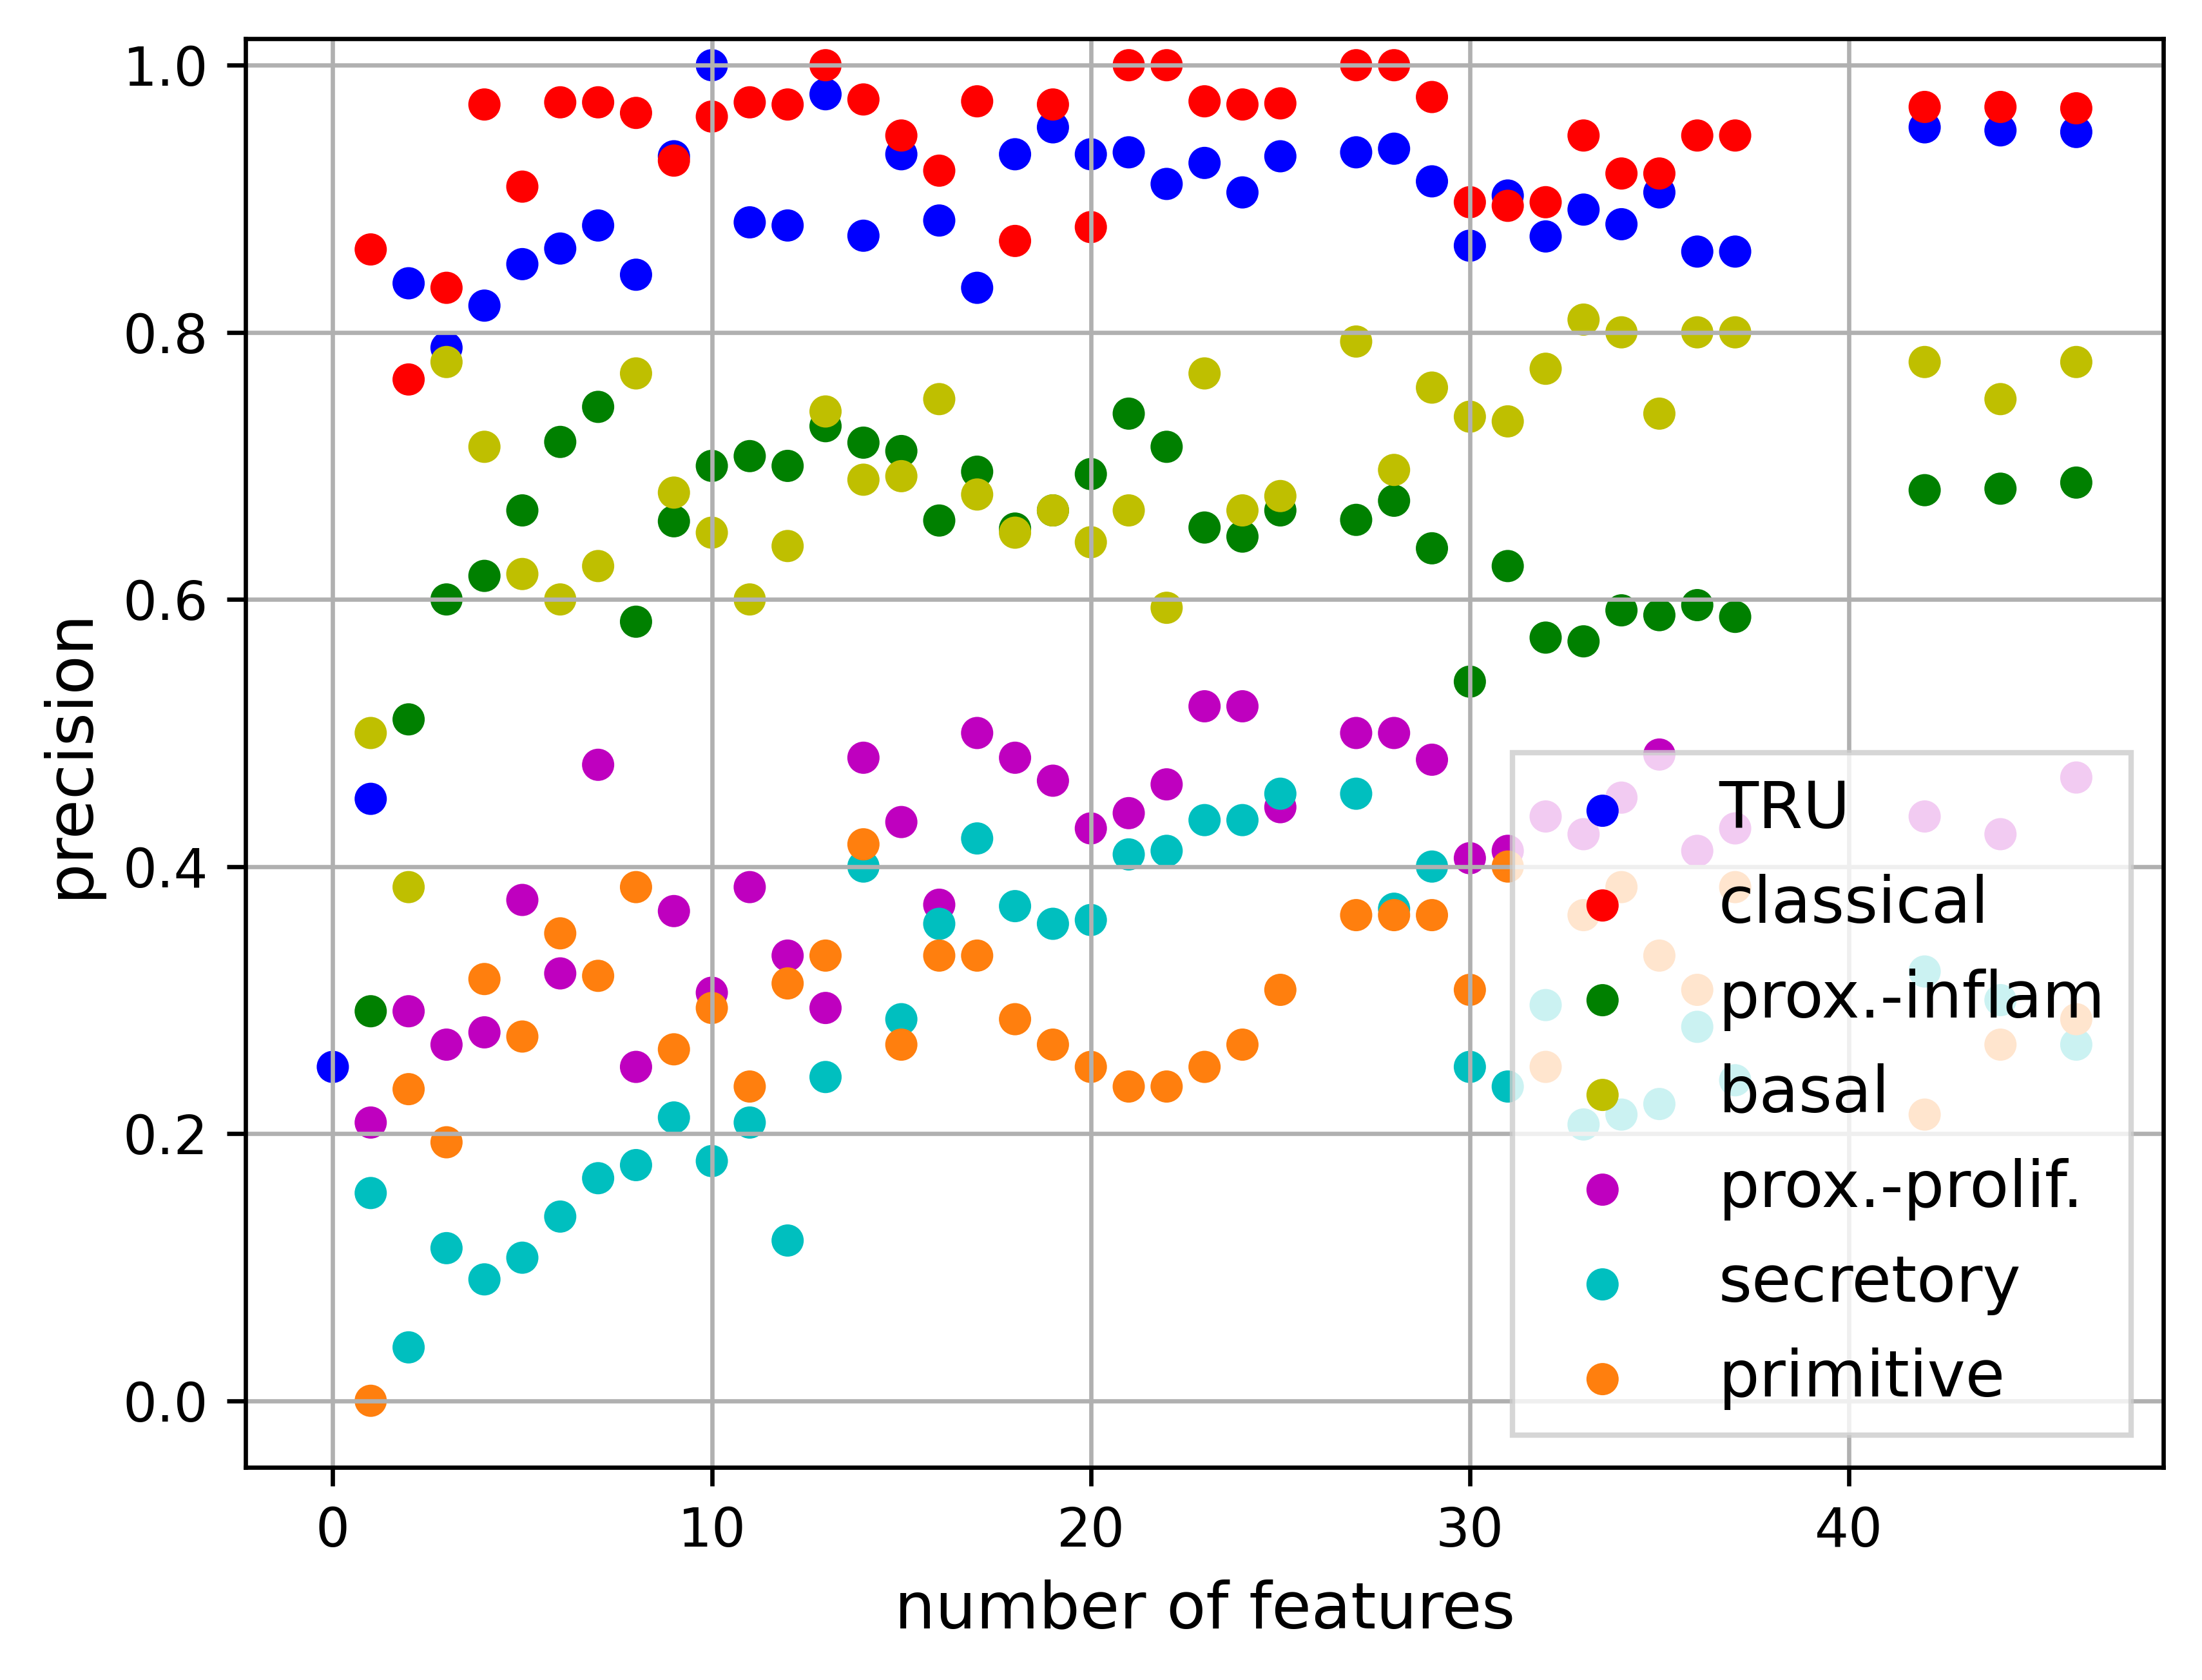 1.0
0.8
0.6
0.4
0.2
0.0
precision
TRU
classical
prox.-inflam
basal
prox.-prolif.
secretory
primitive
0 10 20 30 40
number of features